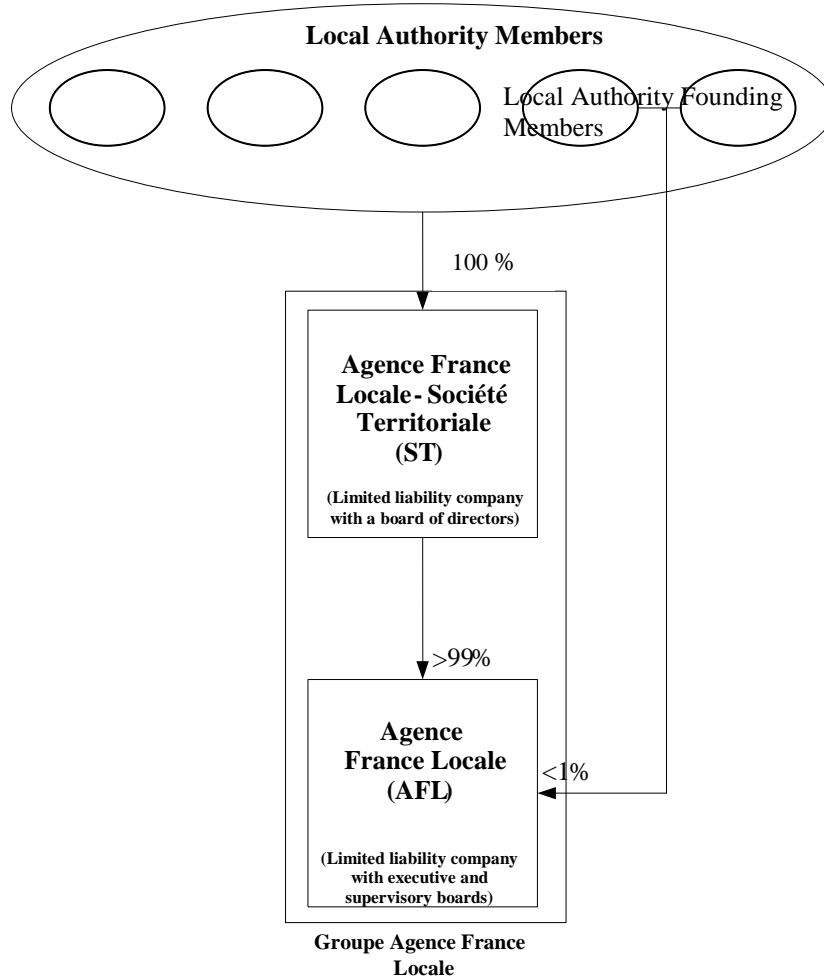 Local Authority Members
Local Authority Founding
Members
100 %
Agence France
Locale - Société
Territoriale
(ST)
(Limited liability company
with a board of directors)
>99%
Agence
France Locale
(AFL)
<1%
(Limited liability company
with executive and
supervisory boards)
Groupe Agence France
Locale